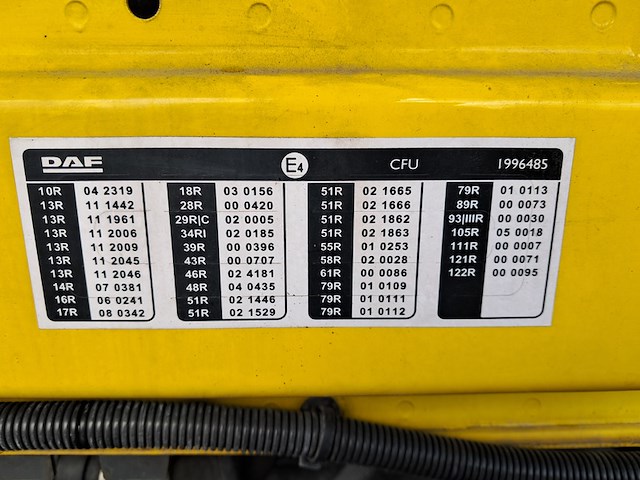 DAF E4 CFU 1996485
10R 04 2319 18R 03 0156 51R 02 1665 79R 01 0113
13R 11 1442 28R 00 0420 51R 02 1666 89R 00 0073
13R 11 1961 29R|C 02 0005 51R 02 1862 93|IIIR 00 0030
13R 11 2006 34RI 02 0185 51R 02 1863 105R 05 0018
13R 11 2009 39R 00 0396 55R 01 0253 111R 00 0007
13R 11 2045 43R 00 0707 58R 02 0028 121R 00 0071
13R 11 2046 46R 02 4181 61R 00 0086 122R 00 0095
14R 07 0381 48R 04 0435 79R 01 0109
16R 06 0241 51R 02 1446 79R 01 0111
17R 08 0342 51R 02 1529 79R 01 0112